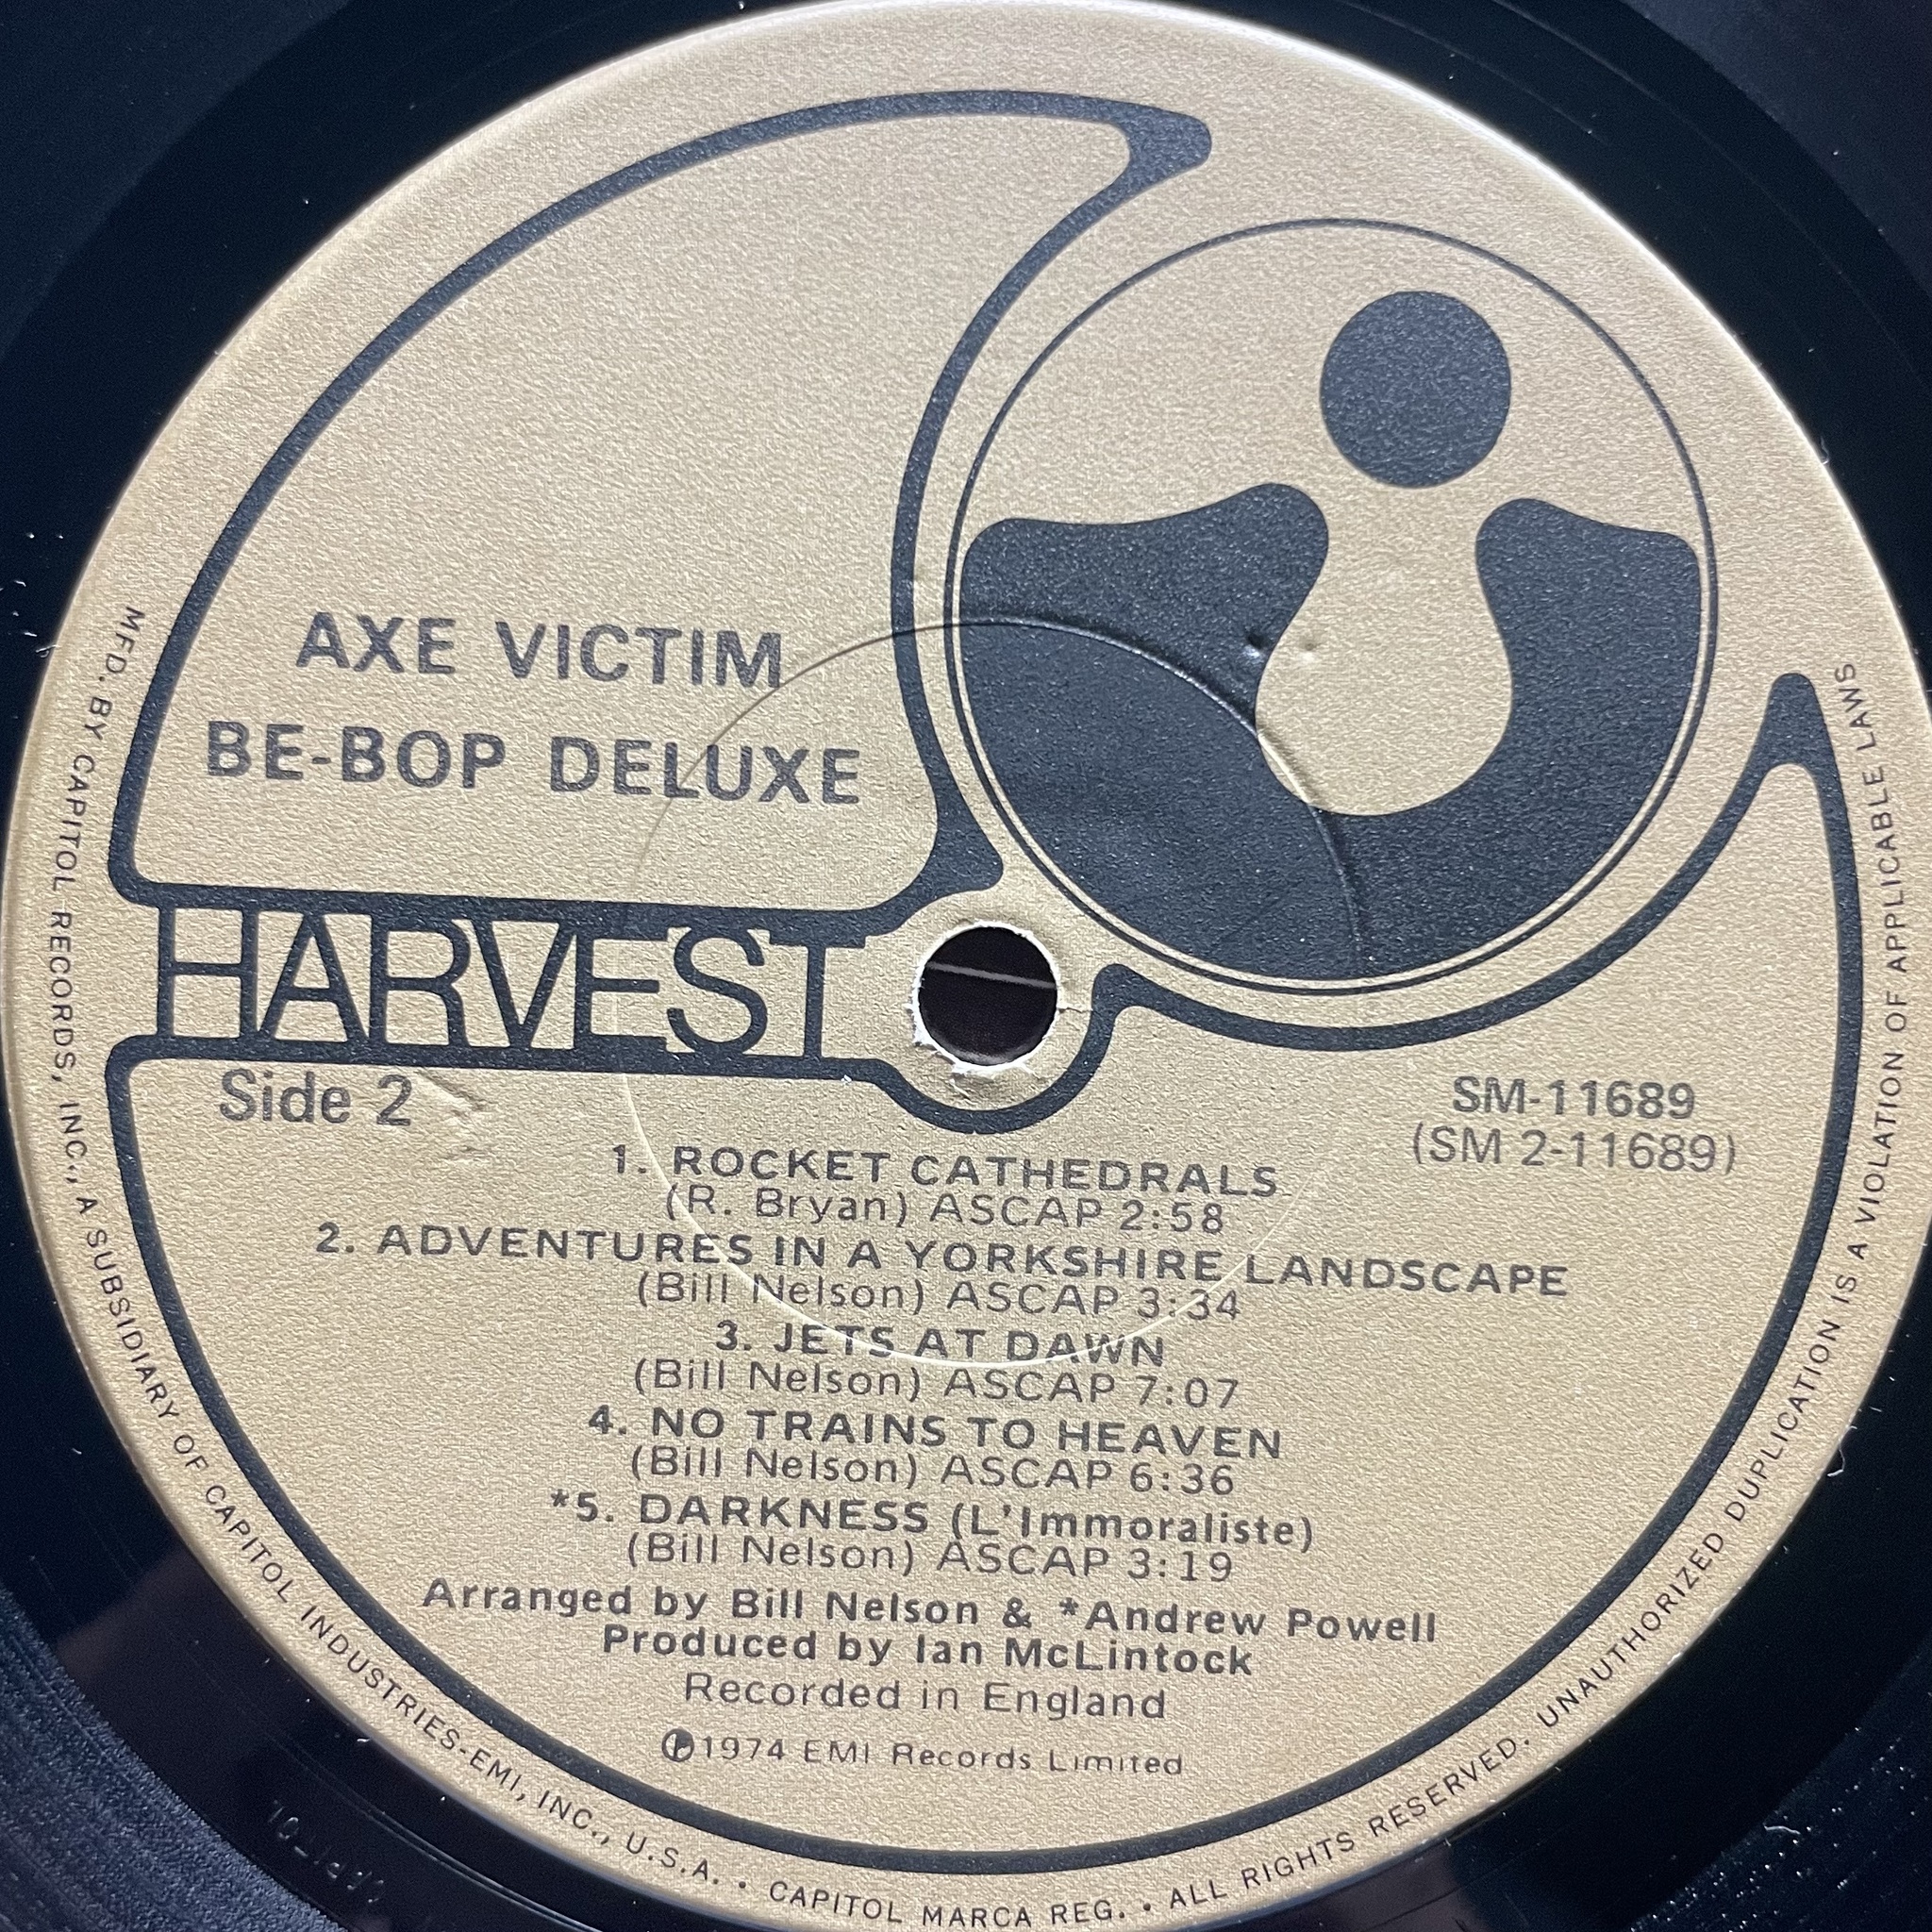 AXE VICTIM
BE-BOP DELUXE
HARVEST
Side 2
SM-11689
(SM 2-11689)
1. ROCKET CATHEDRALS
(R. Bryan) ASCAP 2:58
2. ADVENTURES IN A YORKSHIRE LANDSCAPE
(Bill Nelson) ASCAP 3:34
3. JETS AT DAWN
(Bill Nelson) ASCAP 7:07
4. NO TRAINS TO HEAVEN
(Bill Nelson) ASCAP 6:36
*5. DARKNESS (L'Immoraliste)
(Bill Nelson) ASCAP 3:19
Arranged by Bill Nelson & *Andrew Powell
Produced by Ian McLintock
Recorded in England
Ⓟ1974 EMI Records Limited
MFD. BY CAPITOL RECORDS, INC., A SUBSIDIARY OF CAPITOL INDUSTRIES-EMI, INC., U.S.A. • CAPITOL MARCA REG. • ALL RIGHTS RESERVED. UNAUTHORIZED DUPLICATION IS A VIOLATION OF APPLICABLE LAWS